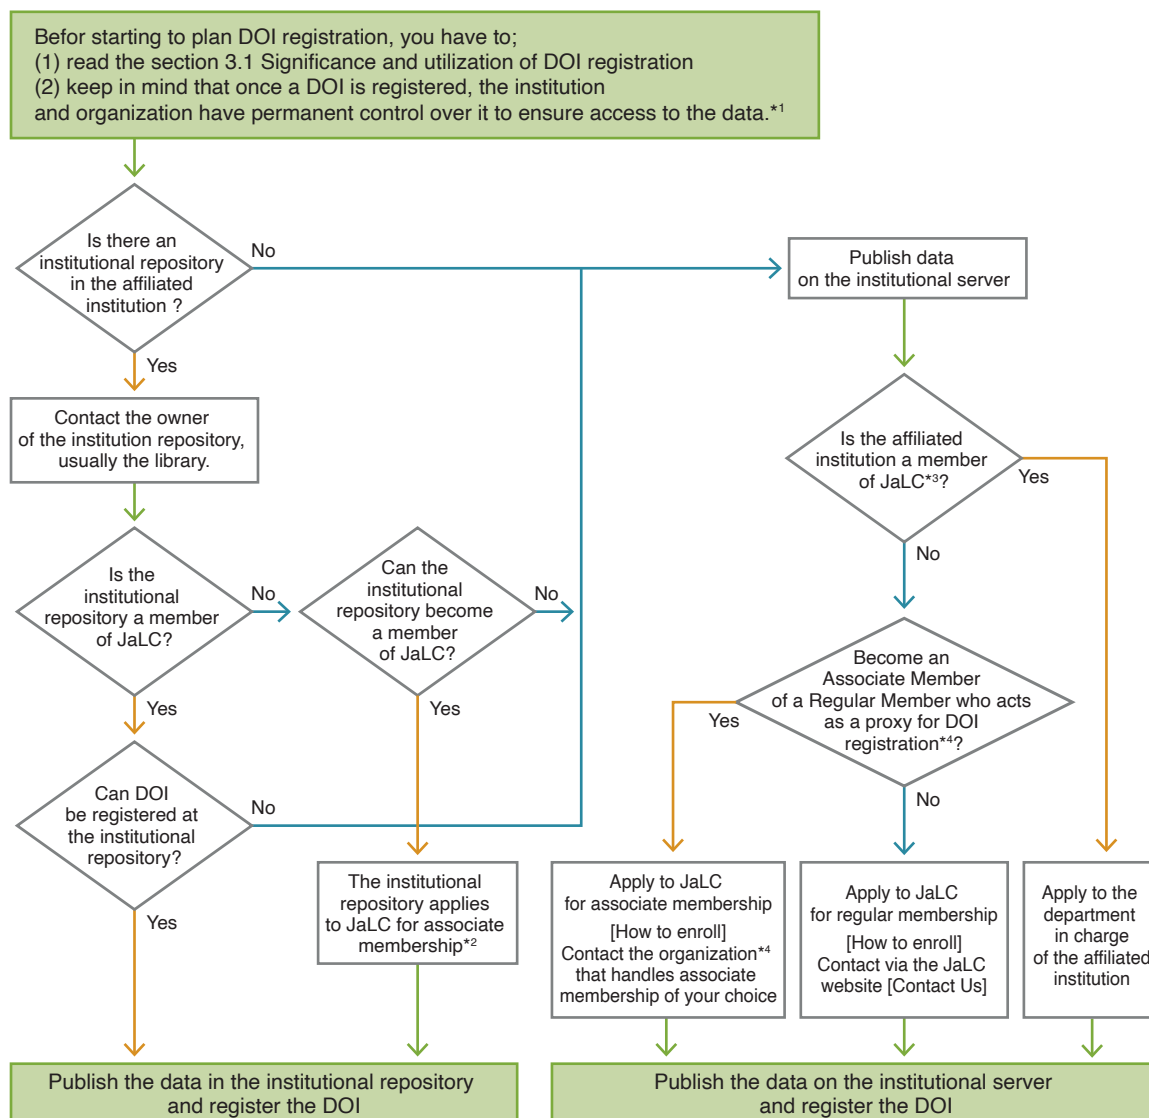 Befor starting to plan DOI registration, you have to;
(1) read the section 3.1 Significance and utilization of DOI registration
(2) keep in mind that once a DOI is registered, the institution
and organization have permanent control over it to ensure access to the data.*1
Is there an
institutional repository
in the affiliated
institution ?
No
Yes
Publish data
on the institutional server
Contact the owner
of the institution repository,
usually the library.
Is the affiliated
institution a member
of JaLC*3?
Yes
No
Is the
institutional
repository a member
of JaLC?
No
Yes
Can the
institutional
repository become
a member
of JaLC?
No
Yes
Become an
Associate Member
of a Regular Member who acts
as a proxy for DOI
registration*4?
Yes
No
Can DOI
be registered at
the institutional
repository?
No
Yes
The institutional
repository applies
to JaLC for associate
membership*2
Apply to JaLC
for associate membership
[How to enroll]
Contact the organization*4
that handles associate
membership of your choice
Apply to JaLC
for regular membership
[How to enroll]
Contact via the JaLC
website [Contact Us]
Apply to the
department
in charge
of the affiliated
institution
Publish the data in the institutional repository
and register the DOI
Publish the data on the institutional server
and register the DOI